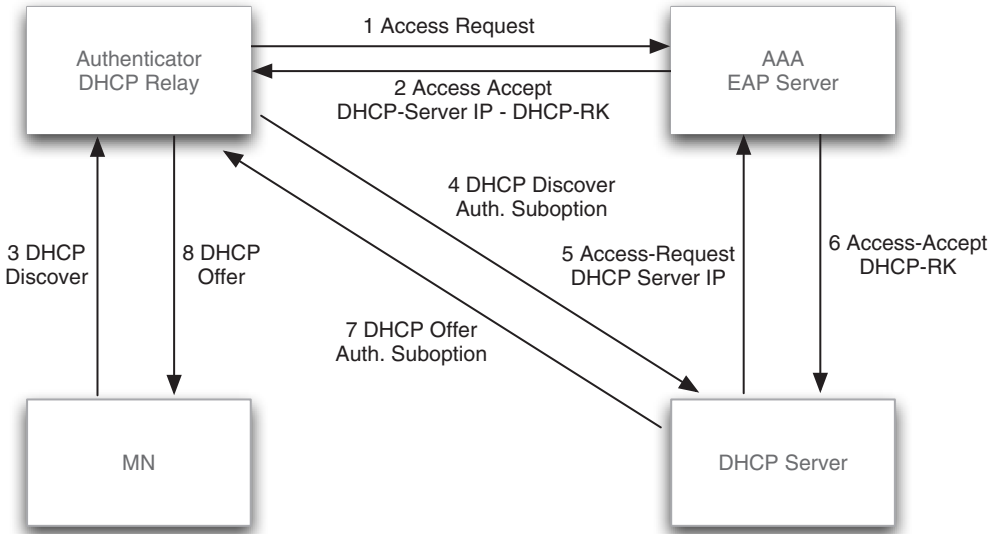 1 Access Request
Authenticator
DHCP Relay
AAA
EAP Server
2 Access Accept
DHCP-Server IP - DHCP-RK
4 DHCP Discover
Auth. Suboption
3 DHCP
Discover
8 DHCP
Offer
5 Access-Request
DHCP Server IP
6 Access-Accept
DHCP-RK
7 DHCP Offer
Auth. Suboption
MN
DHCP Server